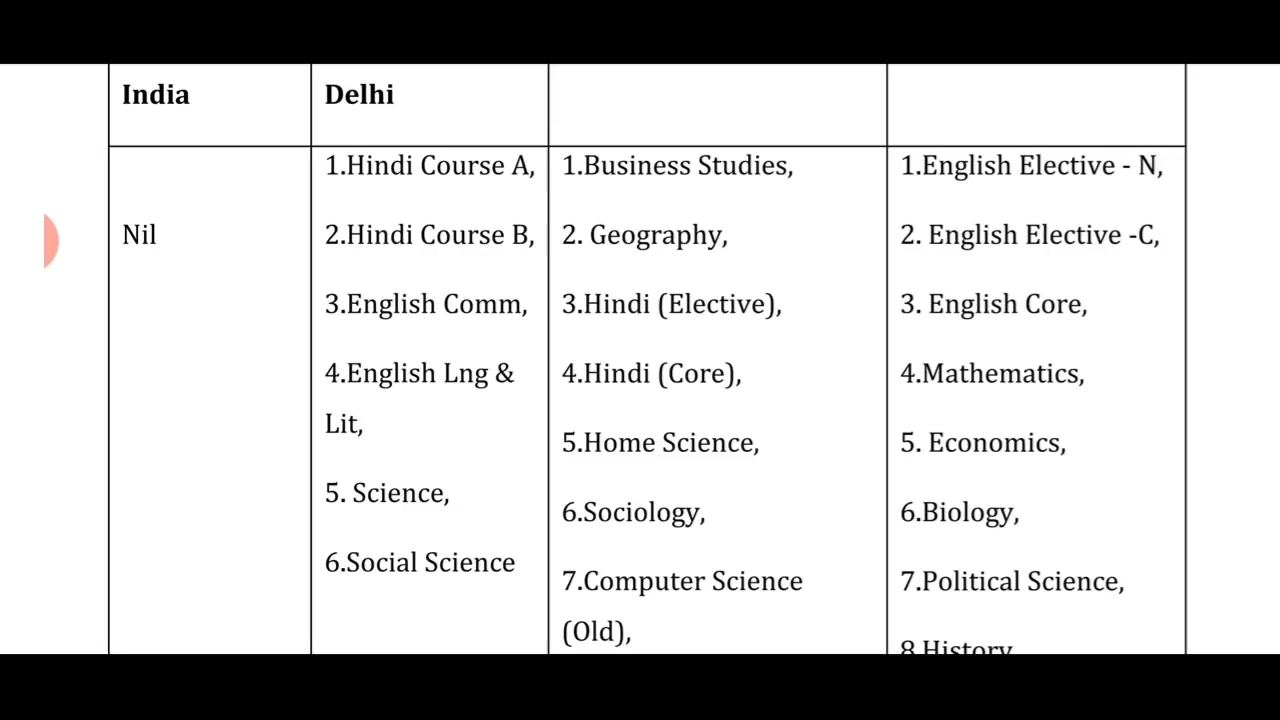 India
Delhi
Nil
1.Hindi Course A,
2.Hindi Course B,
3.English Comm,
4.English Lng &
Lit,
5. Science,
6.Social Science
1.Business Studies,
2. Geography,
3.Hindi (Elective),
4.Hindi (Core),
5.Home Science,
6.Sociology,
7.Computer Science
(Old),
1.English Elective - N,
2. English Elective -C,
3. English Core,
4.Mathematics,
5. Economics,
6.Biology,
7.Political Science,
8.History